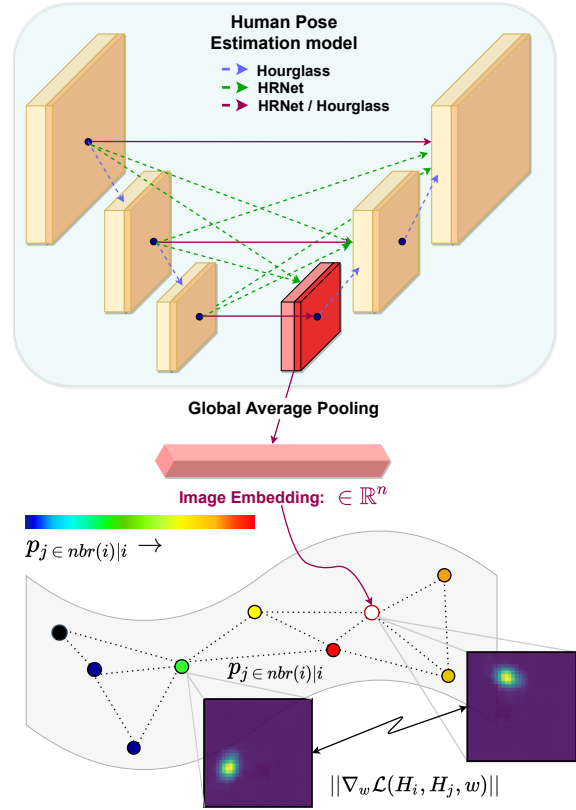 Human Pose
Estimation model
Hourglass
HRNet
HRNet / Hourglass
Global Average Pooling
Image Embedding: ∈ ℝⁿ
p_{j ∈ nbr(i)|i} →
p_{j ∈ nbr(i)|i}
||∇_w ℒ(H_i, H_j, w)||